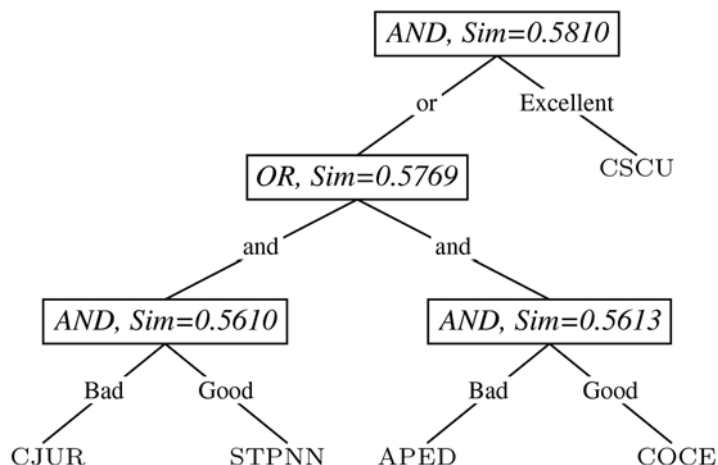 AND, Sim=0.5810
or Excellent
CSCU
OR, Sim=0.5769
and and
AND, Sim=0.5610 AND, Sim=0.5613
Bad Good Bad Good
CJUR STPNN APED COCE